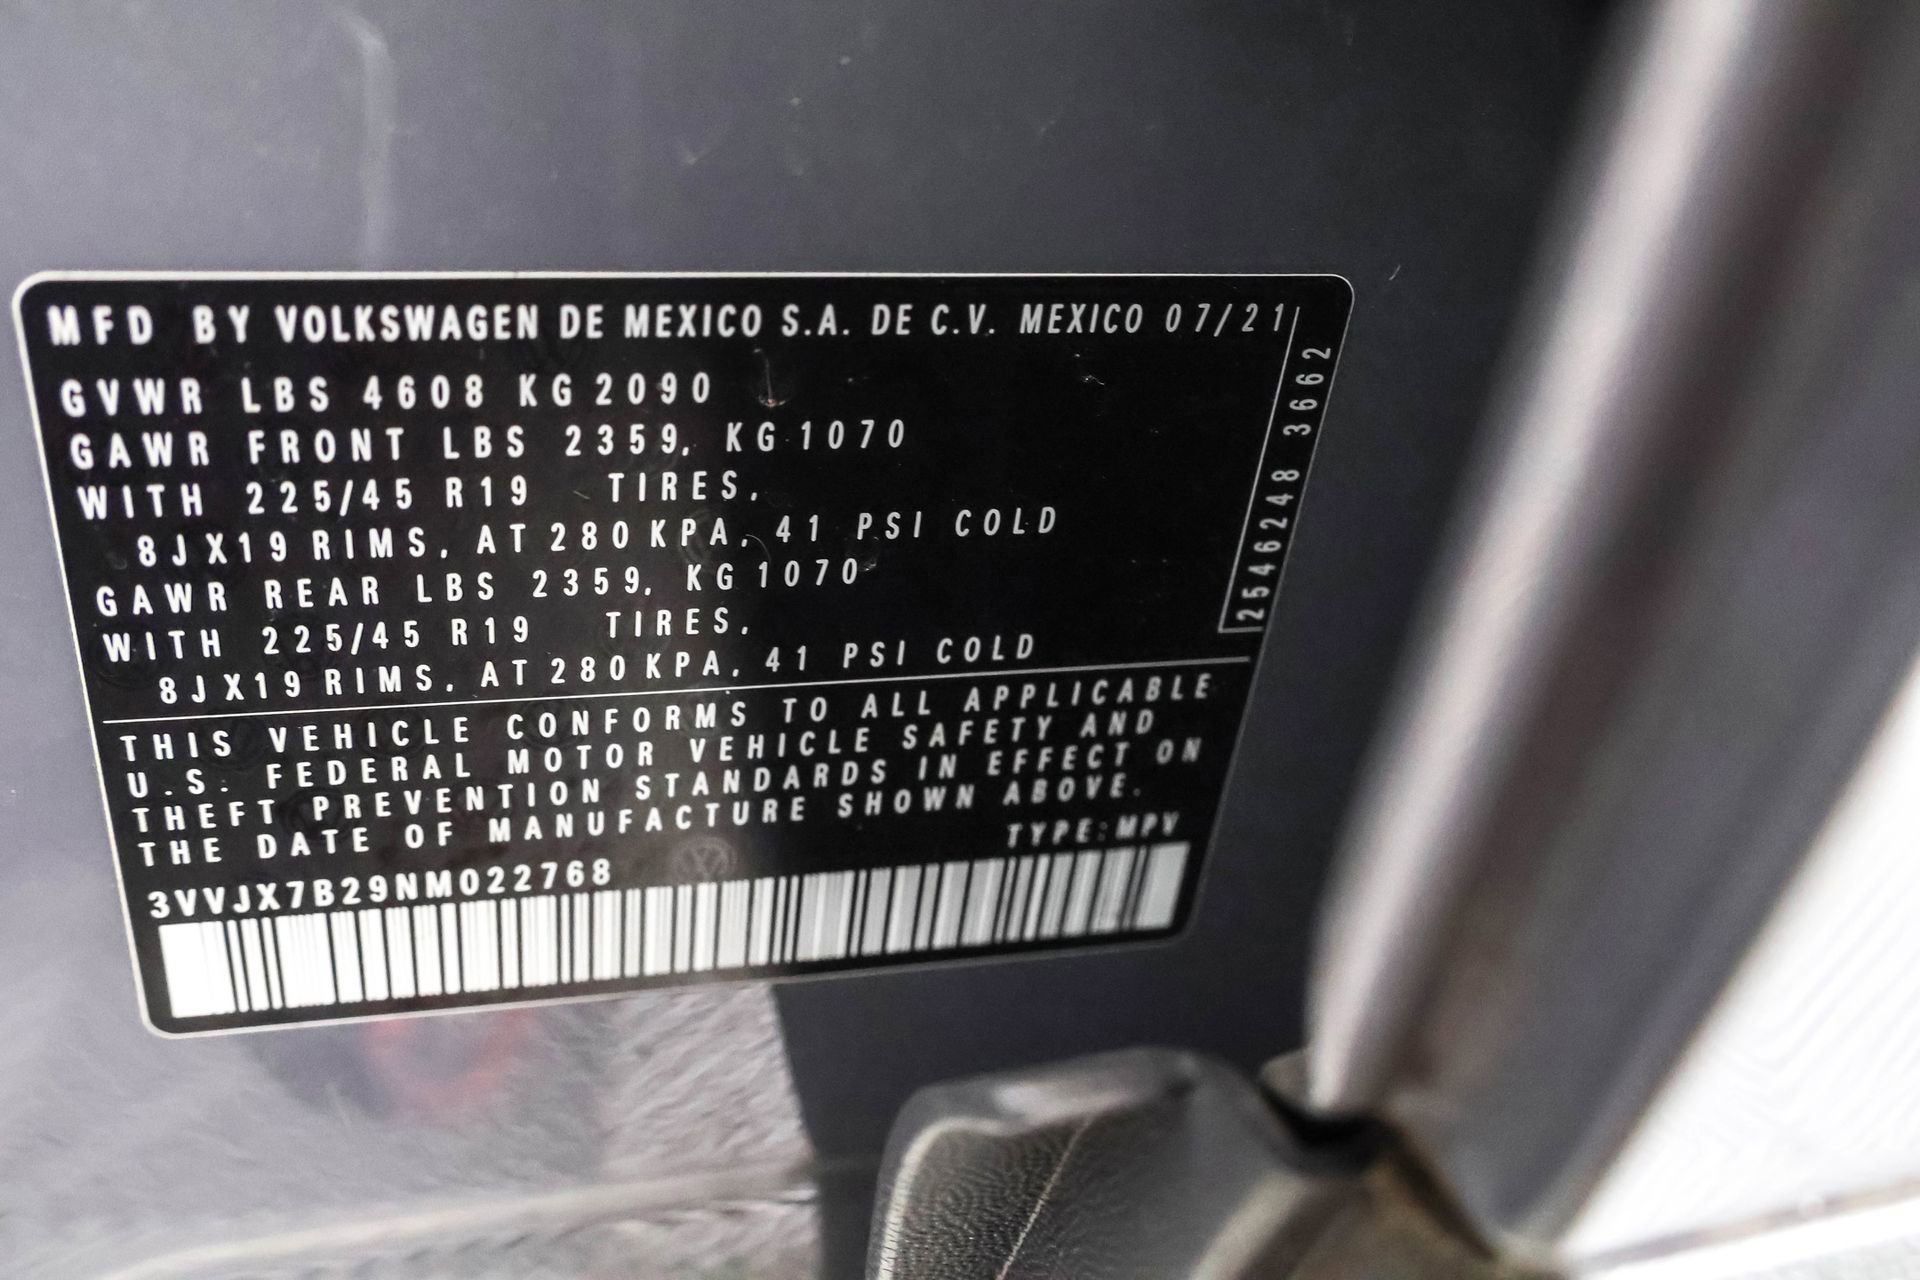 MFD BY VOLKSWAGEN DE MEXICO S.A. DE C.V. MEXICO 07/21
GVWR LBS 4608 KG 2090
GAWR FRONT LBS 2359, KG 1070
WITH 225/45 R19 TIRES,
8JX19 RIMS, AT 280 KPA, 41 PSI COLD
GAWR REAR LBS 2359, KG 1070
WITH 225/45 R19 TIRES,
8JX19 RIMS, AT 280 KPA, 41 PSI COLD
2546248 3662
THIS VEHICLE CONFORMS TO ALL APPLICABLE
U.S. FEDERAL MOTOR VEHICLE SAFETY AND
THEFT PREVENTION STANDARDS IN EFFECT ON
THE DATE OF MANUFACTURE SHOWN ABOVE.
TYPE:MPV
3VVJX7B29NM022768